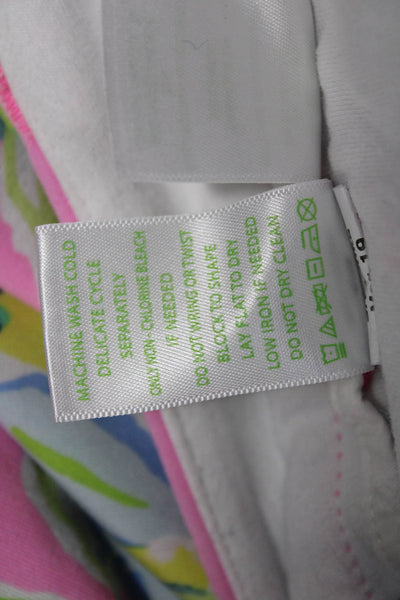 MACHINE WASH COLD
DELICATE CYCLE
SEPARATELY
ONLY NON - CHLORINE BLEACH
IF NEEDED
DO NOT WRING OR TWIST
BLOCK TO SHAPE
LAY FLAT TO DRY
LOW IRON IF NEEDED
DO NOT DRY CLEAN